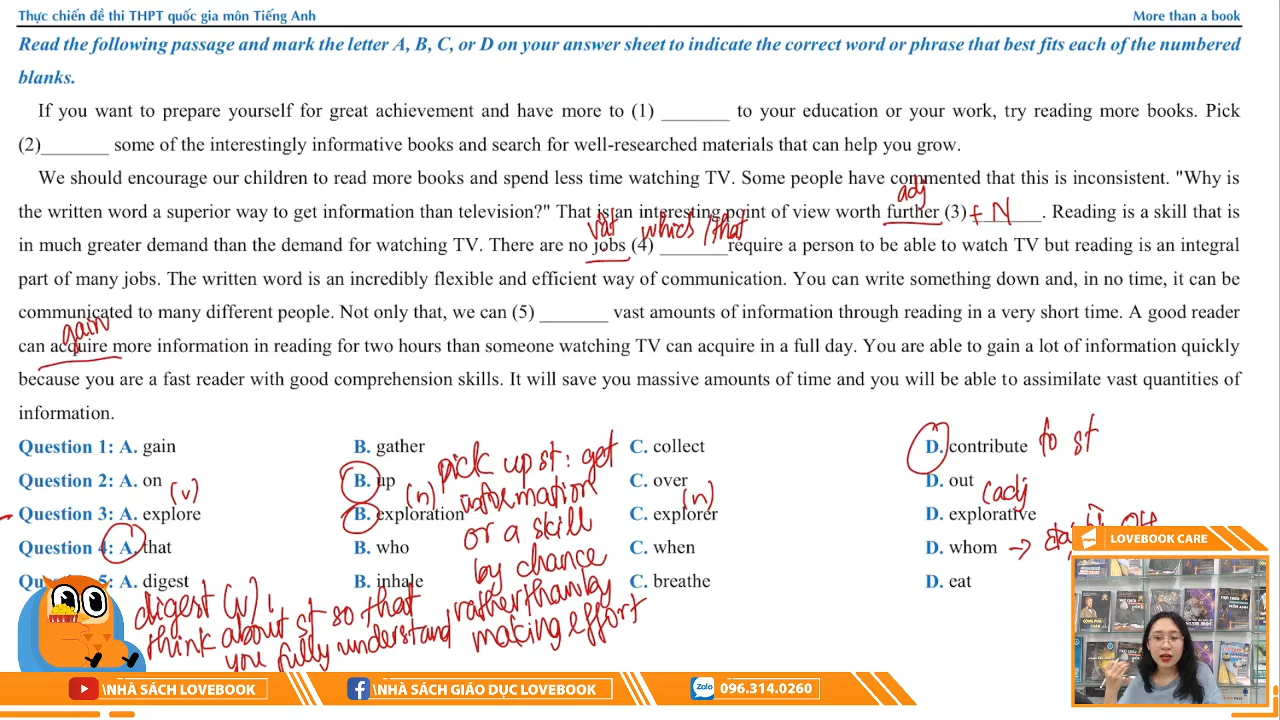 Thực chiến đề thi THPT quốc gia môn Tiếng Anh
More than a book
Read the following passage and mark the letter A, B, C, or D on your answer sheet to indicate the correct word or phrase that best fits each of the numbered
blanks.
If you want to prepare yourself for great achievement and have more to (1) _______ to your education or your work, try reading more books. Pick
(2)_______ some of the interestingly informative books and search for well-researched materials that can help you grow.
We should encourage our children to read more books and spend less time watching TV. Some people have commented that this is inconsistent. "Why is
adj
the written word a superior way to get information than television?" That is an interesting point of view worth further (3) _______. Reading is a skill that is
+ N
vật which/that
in much greater demand than the demand for watching TV. There are no jobs (4) _______require a person to be able to watch TV but reading is an integral
part of many jobs. The written word is an incredibly flexible and efficient way of communication. You can write something down and, in no time, it can be
communicated to many different people. Not only that, we can (5) _______ vast amounts of information through reading in a very short time. A good reader
gain
can acquire more information in reading for two hours than someone watching TV can acquire in a full day. You are able to gain a lot of information quickly
because you are a fast reader with good comprehension skills. It will save you massive amounts of time and you will be able to assimilate vast quantities of
information.
Question 1: A. gain B. gather C. collect D. contribute to st
Question 2: A. on B. up C. over D. out
(v) (n) (n) (adj
Question 3: A. explore B. exploration C. explorer D. explorative
Question 4: A. that B. who C. when D. whom →
A. digest B. inhale C. breathe D. eat
pick up st: get
information
or a skill
by chance
rather than by
making effort
digest (v):
think about st so that
you fully understand
LOVEBOOK CARE
NHÀ SÁCH LOVEBOOK
NHÀ SÁCH GIÁO DỤC LOVEBOOK
Zalo
096.314.0260